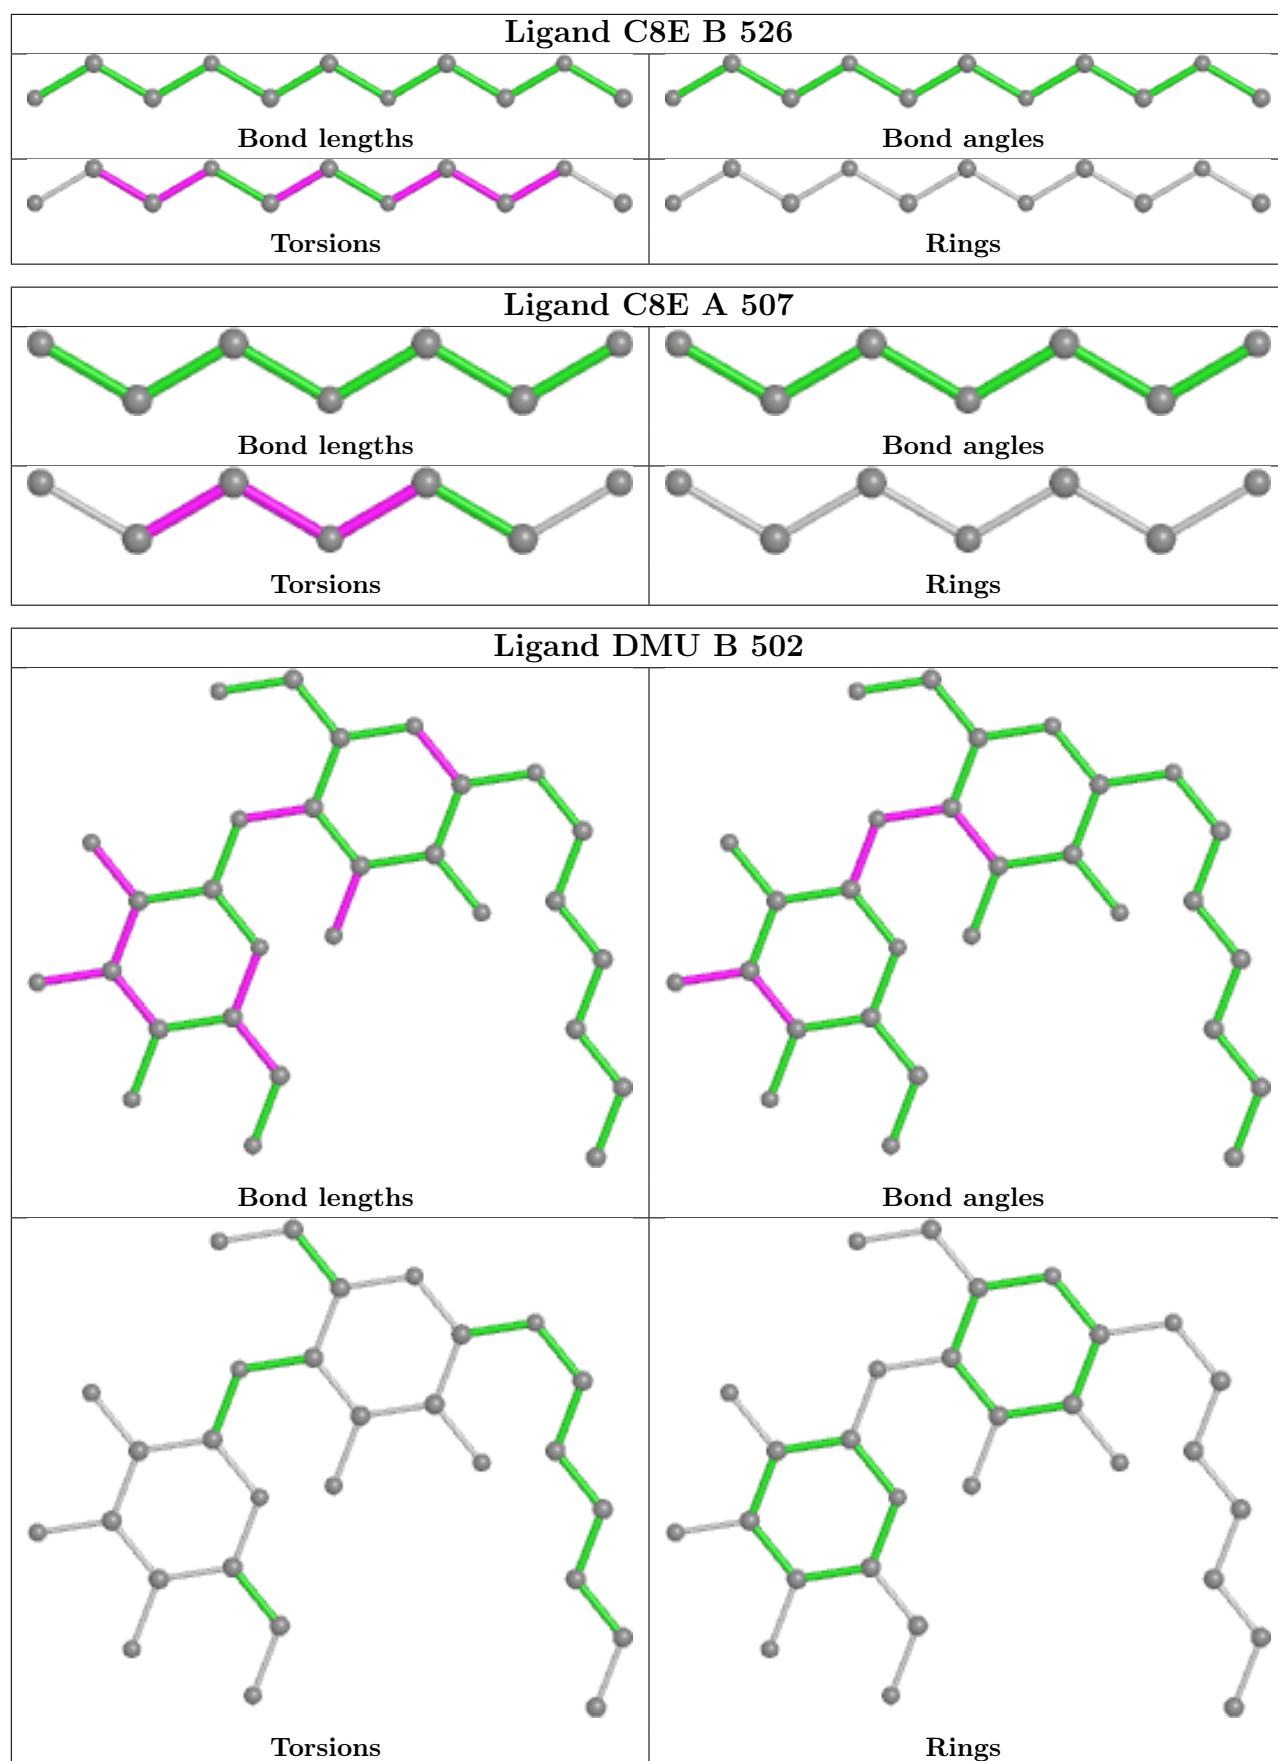 Ligand C8E B 526
Bond lengths
Bond angles
Torsions
Rings
Ligand C8E A 507
Bond lengths
Bond angles
Torsions
Rings
Ligand DMU B 502
Bond lengths
Bond angles
Torsions
Rings